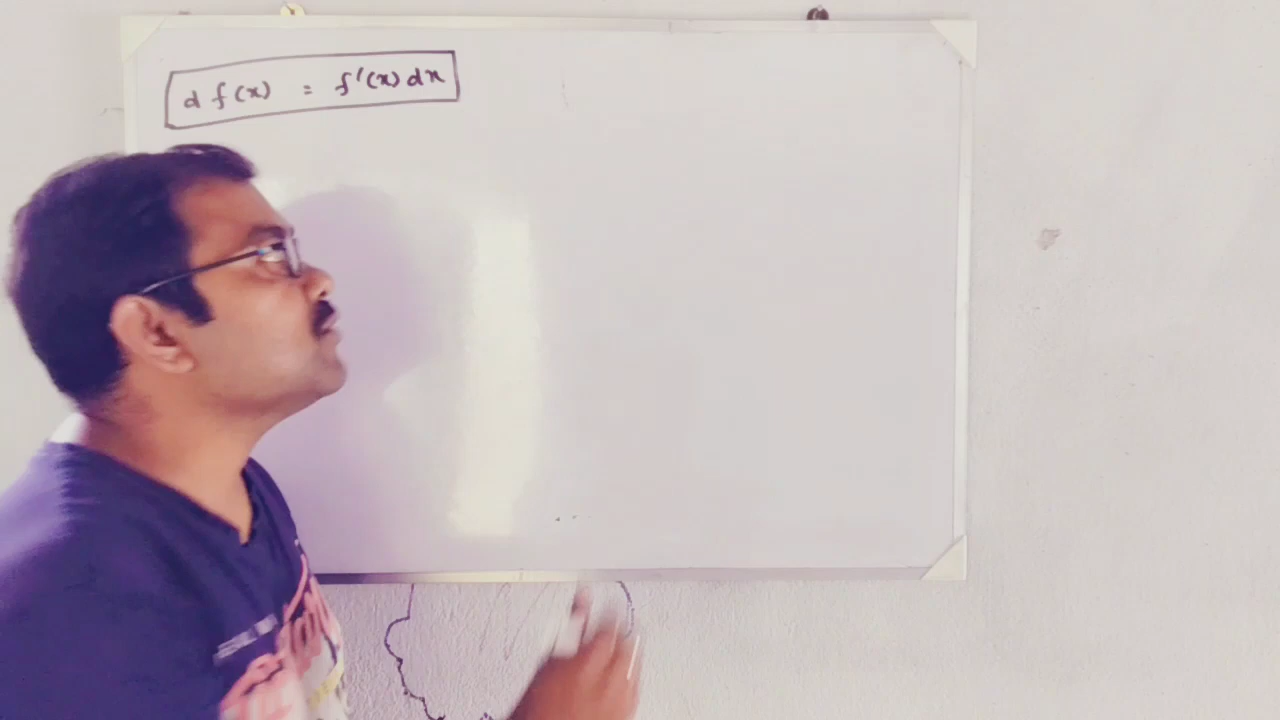 d f(x) = f'(x) dx